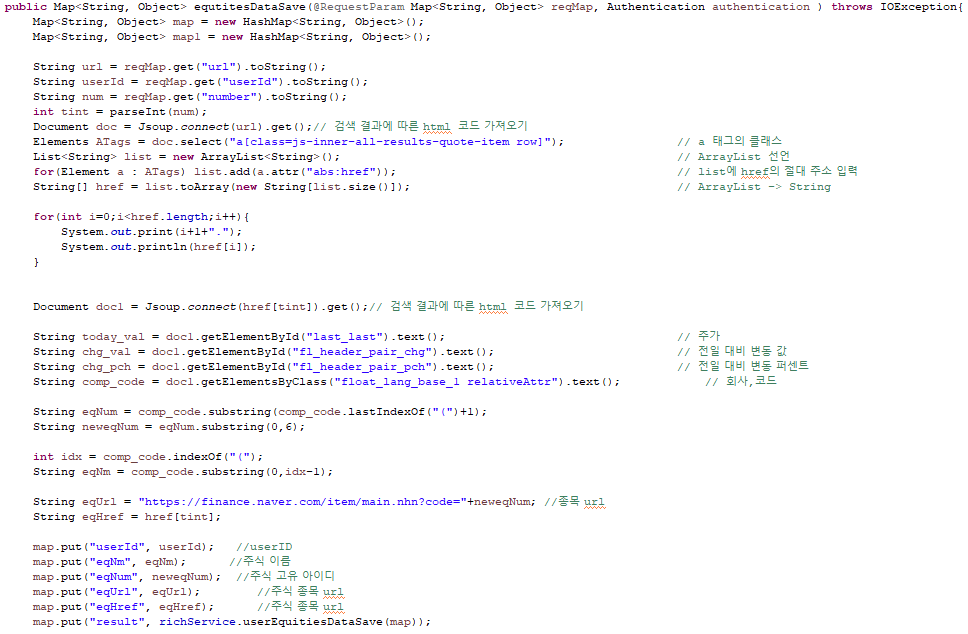 public Map<String, Object> equtitesDataSave(@RequestParam Map<String, Object> reqMap, Authentication authentication ) throws IOException{
Map<String, Object> map = new HashMap<String, Object>();
Map<String, Object> map1 = new HashMap<String, Object>();
String url = reqMap.get("url").toString();
String userId = reqMap.get("userId").toString();
String num = reqMap.get("number").toString();
int tint = parseInt(num);
Document doc = Jsoup.connect(url).get();// 검색 결과에 따른 html 코드 가져오기
Elements ATags = doc.select("a[class=js-inner-all-results-quote-item row]"); // a 태그의 클래스
List<String> list = new ArrayList<String>(); // ArrayList 선언
for(Element a : ATags) list.add(a.attr("abs:href")); // list에 href의 절대 주소 입력
String[] href = list.toArray(new String[list.size()]); // ArrayList -> String
for(int i=0;i<href.length;i++){
System.out.print(i+1+".");
System.out.println(href[i]);
}
Document doc1 = Jsoup.connect(href[tint]).get();// 검색 결과에 따른 html 코드 가져오기
String today_val = doc1.getElementById("last_last").text(); // 주가
String chg_val = doc1.getElementById("fl_header_pair_chg").text(); // 전일 대비 변동 값
String chg_pch = doc1.getElementById("fl_header_pair_pch").text(); // 전일 대비 변동 퍼센트
String comp_code = doc1.getElementsByClass("float_lang_base_1 relativeAttr").text(); // 회사,코드
String eqNum = comp_code.substring(comp_code.lastIndexOf("(")+1);
String neweqNum = eqNum.substring(0,6);
int idx = comp_code.indexOf("(");
String eqNm = comp_code.substring(0,idx-1);
String eqUrl = "https://finance.naver.com/item/main.nhn?code="+neweqNum; //종목 url
String eqHref = href[tint];
map.put("userId", userId); //userID
map.put("eqNm", eqNm); //주식 이름
map.put("eqNum", neweqNum); //주식 고유 아이디
map.put("eqUrl", eqUrl); //주식 종목 url
map.put("eqHref", eqHref); //주식 종목 url
map.put("result", richService.userEquitiesDataSave(map));